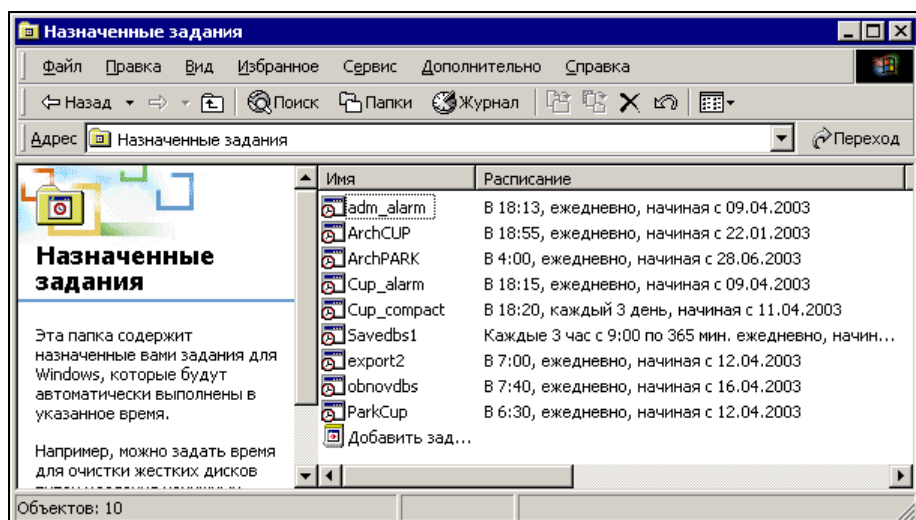 Назначенные задания
Файл Правка Вид Избранное Сервис Дополнительно Справка
Назад Поиск Папки Журнал
Адрес Назначенные задания Переход
Назначенные
задания
Эта папка содержит
назначенные вами задания для
Windows, которые будут
автоматически выполнены в
указанное время.
Например, можно задать время
для очистки жестких дисков
Имя Расписание
adm_alarm В 18:13, ежедневно, начиная с 09.04.2003
ArchCUP В 18:55, ежедневно, начиная с 22.01.2003
ArchPARK В 4:00, ежедневно, начиная с 28.06.2003
Cup_alarm В 18:15, ежедневно, начиная с 09.04.2003
Cup_compact В 18:20, каждый 3 день, начиная с 11.04.2003
Savedbs1 Каждые 3 час с 9:00 по 365 мин. ежедневно, начин...
export2 В 7:00, ежедневно, начиная с 12.04.2003
obnovdbs В 7:40, ежедневно, начиная с 16.04.2003
ParkCup В 6:30, ежедневно, начиная с 12.04.2003
Добавить зад...
Объектов: 10